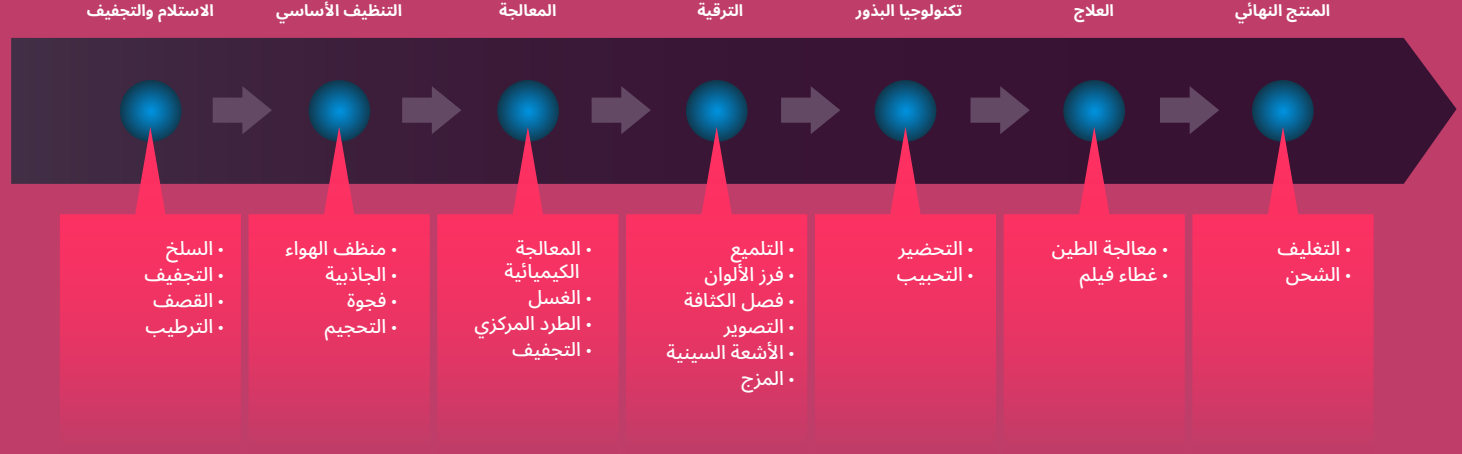 الاستلام والتجفيف
• السلخ
• التجفيف
• القصف
• الترطيب
التنظيف الأساسي
• منظف الهواء
• الجاذبية
• فجوة
• التحجيم
المعالجة
• المعالجة
الكيميائية
• الغسل
• الطرد المركزي
• التجفيف
الترقية
• التلميع
• فرز الألوان
• فصل الكثافة
• التصوير
• الأشعة السينية
• المزج
تكنولوجيا البذور
• التحضير
• التحبيب
العلاج
• معالجة الطين
• غطاء فيلم
المنتج النهائي
• التغليف
• الشحن